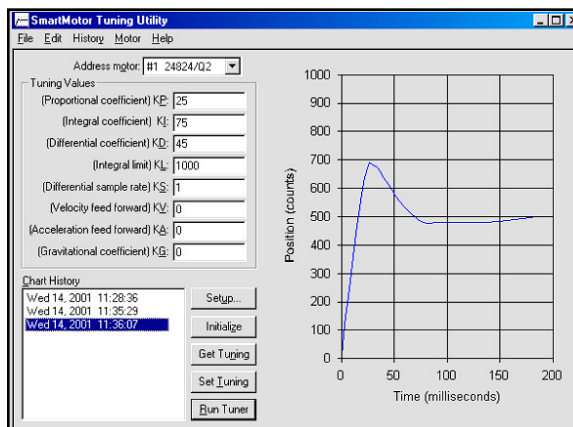 SmartMotor Tuning Utility
File Edit History Motor Help
Address motor: #1 24824/Q2
Tuning Values
(Proportional coefficient) KP: 25
(Integral coefficient) KI: 75
(Differential coefficient) KD: 45
(Integral limit) KL: 1000
(Differential sample rate) KS: 1
(Velocity feed forward) KV: 0
(Acceleration feed forward) KA: 0
(Gravitational coefficient) KG: 0
Chart History
Wed 14, 2001 11:28:36
Wed 14, 2001 11:35:29
Wed 14, 2001 11:36:07
Setup...
Initialize
Get Tuning
Set Tuning
Run Tuner
Position (counts)
1000
900
800
700
600
500
400
300
200
100
0
0 50 100 150 200
Time (milliseconds)